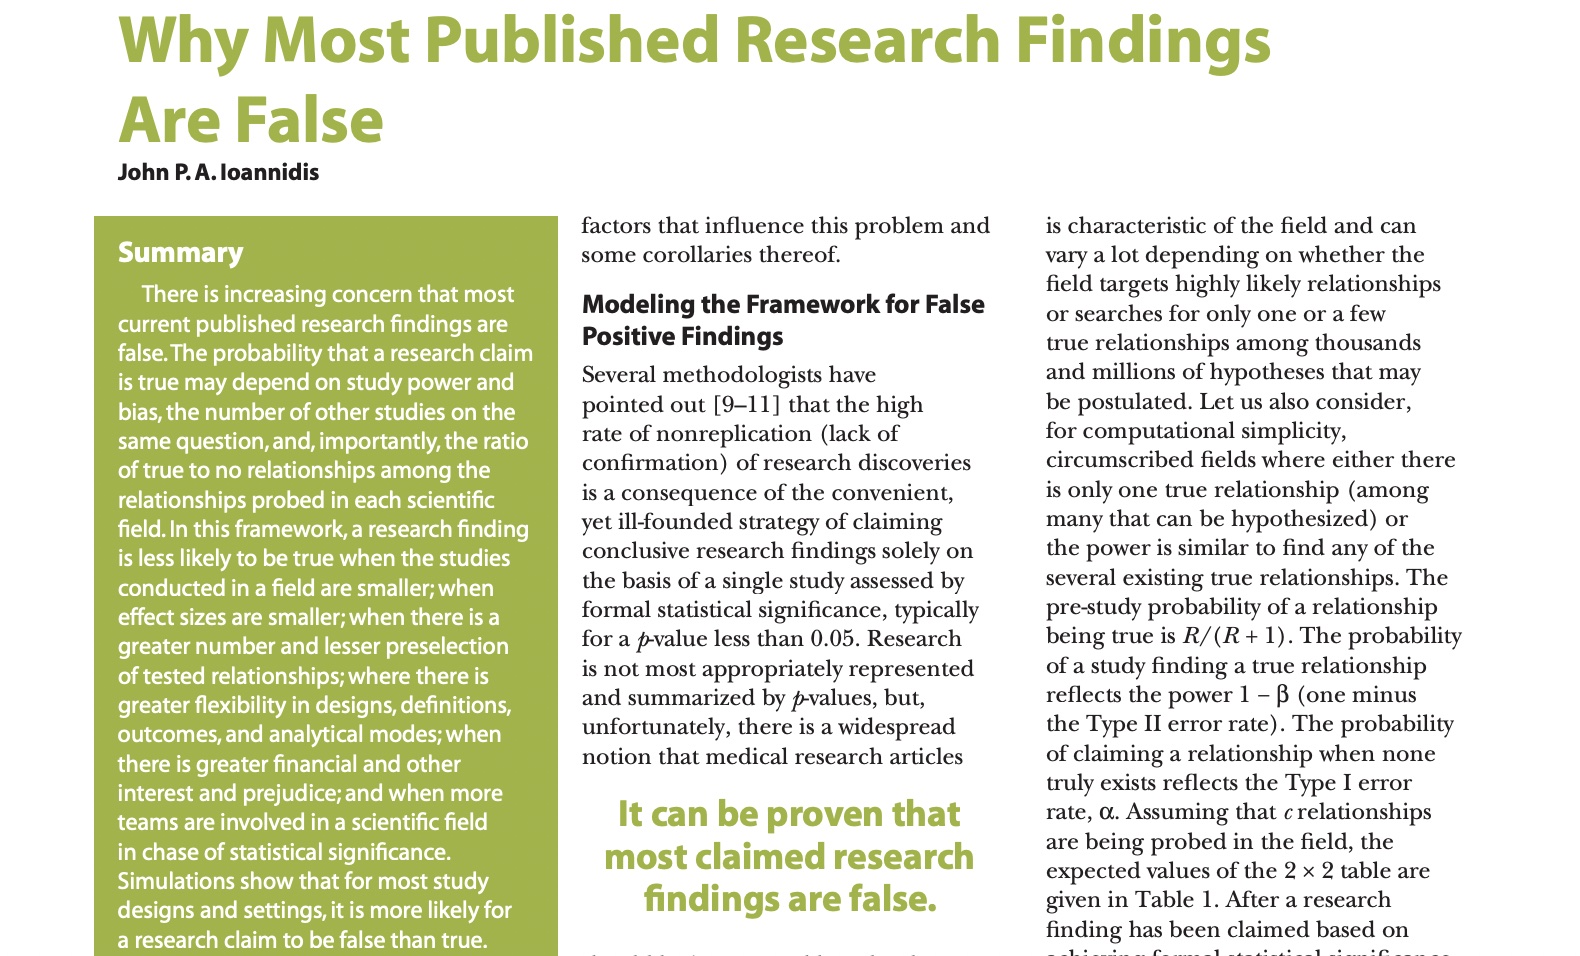 Why Most Published Research Findings
Are False
John P. A. Ioannidis
Summary
There is increasing concern that most
current published research findings are
false. The probability that a research claim
is true may depend on study power and
bias, the number of other studies on the
same question, and, importantly, the ratio
of true to no relationships among the
relationships probed in each scientific
field. In this framework, a research finding
is less likely to be true when the studies
conducted in a field are smaller; when
effect sizes are smaller; when there is a
greater number and lesser preselection
of tested relationships; where there is
greater flexibility in designs, definitions,
outcomes, and analytical modes; when
there is greater financial and other
interest and prejudice; and when more
teams are involved in a scientific field
in chase of statistical significance.
Simulations show that for most study
designs and settings, it is more likely for
a research claim to be false than true.
factors that influence this problem and
some corollaries thereof.
Modeling the Framework for False
Positive Findings
Several methodologists have
pointed out [9–11] that the high
rate of nonreplication (lack of
confirmation) of research discoveries
is a consequence of the convenient,
yet ill-founded strategy of claiming
conclusive research findings solely on
the basis of a single study assessed by
formal statistical significance, typically
for a p-value less than 0.05. Research
is not most appropriately represented
and summarized by p-values, but,
unfortunately, there is a widespread
notion that medical research articles
It can be proven that
most claimed research
findings are false.
is characteristic of the field and can
vary a lot depending on whether the
field targets highly likely relationships
or searches for only one or a few
true relationships among thousands
and millions of hypotheses that may
be postulated. Let us also consider,
for computational simplicity,
circumscribed fields where either there
is only one true relationship (among
many that can be hypothesized) or
the power is similar to find any of the
several existing true relationships. The
pre-study probability of a relationship
being true is R/(R + 1). The probability
of a study finding a true relationship
reflects the power 1 − β (one minus
the Type II error rate). The probability
of claiming a relationship when none
truly exists reflects the Type I error
rate, α. Assuming that c relationships
are being probed in the field, the
expected values of the 2 × 2 table are
given in Table 1. After a research
finding has been claimed based on